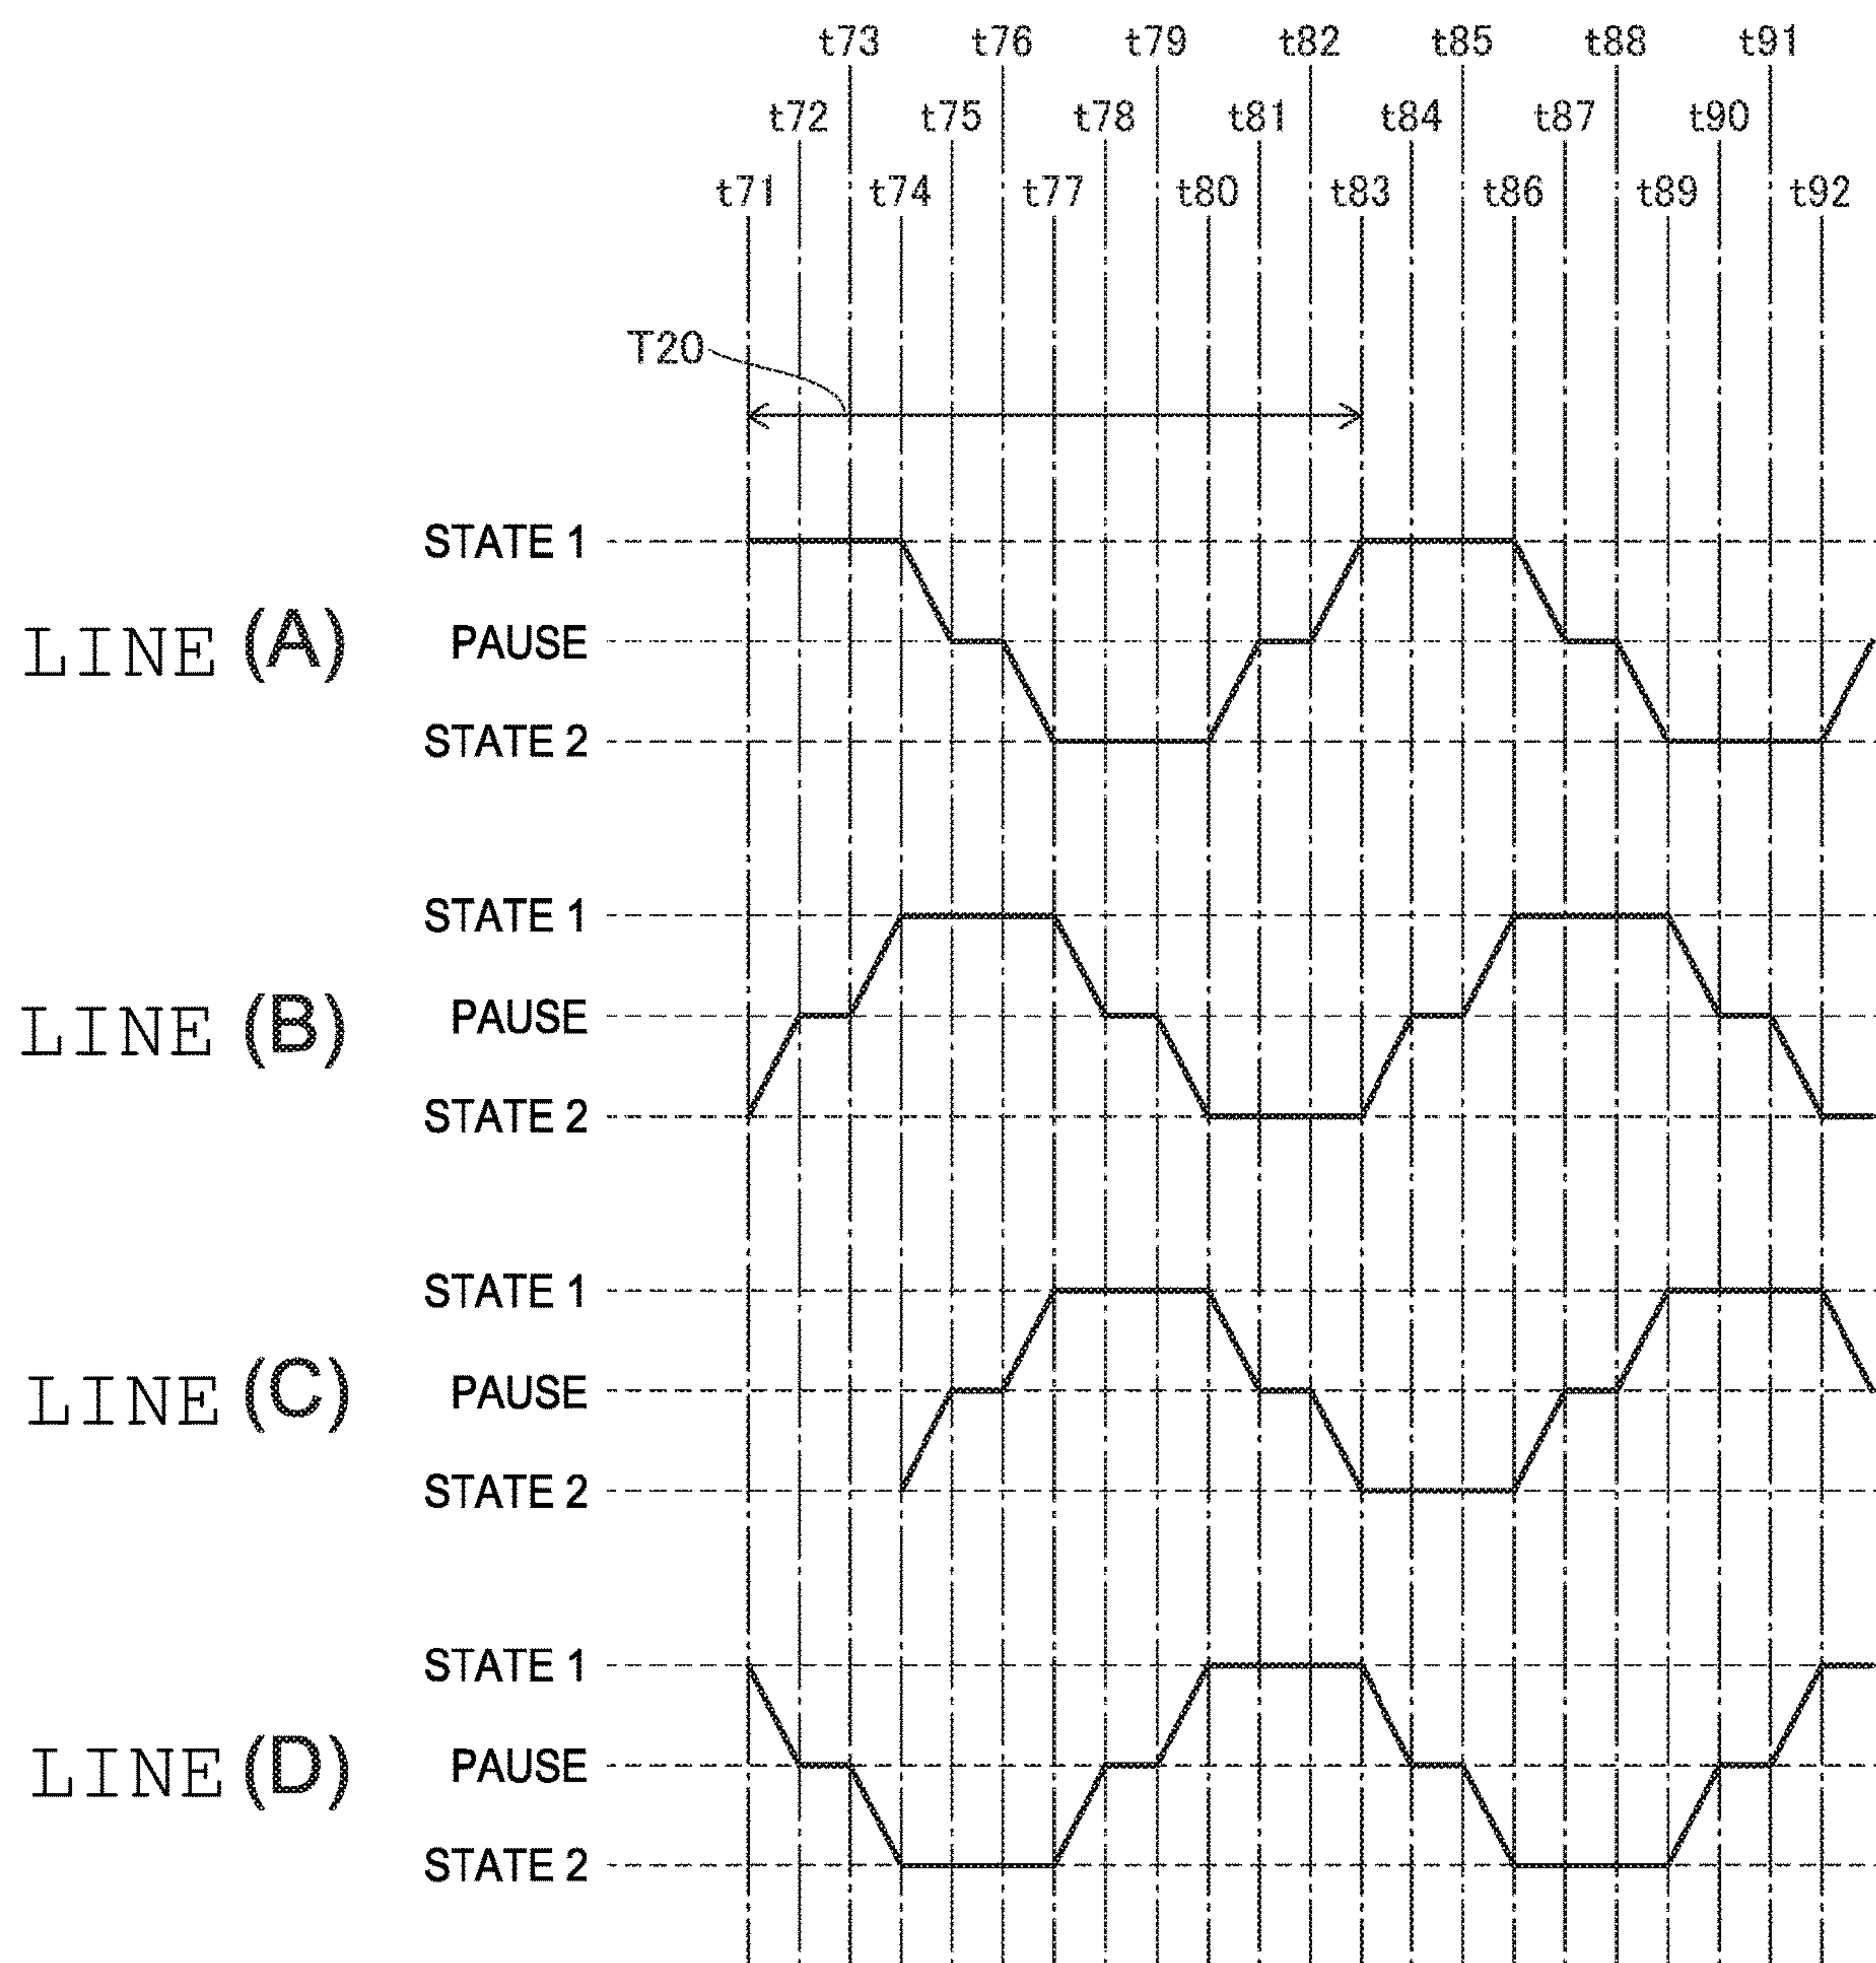 t73 t76 t79 t82 t85 t88 t91
t72 t75 t78 t81 t84 t87 t90
t71 t74 t77 t80 t83 t86 t89 t92
T20
STATE 1
LINE (A) PAUSE
STATE 2
STATE 1
LINE (B) PAUSE
STATE 2
STATE 1
LINE (C) PAUSE
STATE 2
STATE 1
LINE (D) PAUSE
STATE 2